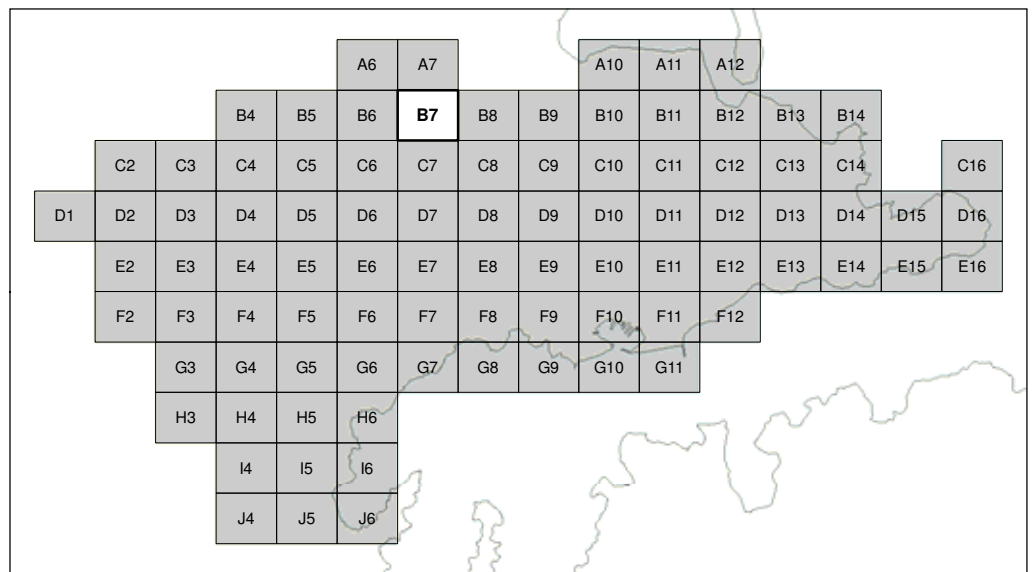 A6 A7 A10 A11 A12
B4 B5 B6 B7 B8 B9 B10 B11 B12 B13 B14
C2 C3 C4 C5 C6 C7 C8 C9 C10 C11 C12 C13 C14 C16
D1 D2 D3 D4 D5 D6 D7 D8 D9 D10 D11 D12 D13 D14 D15 D16
E2 E3 E4 E5 E6 E7 E8 E9 E10 E11 E12 E13 E14 E15 E16
F2 F3 F4 F5 F6 F7 F8 F9 F10 F11 F12
G3 G4 G5 G6 G7 G8 G9 G10 G11
H3 H4 H5 H6
I4 I5 I6
J4 J5 J6